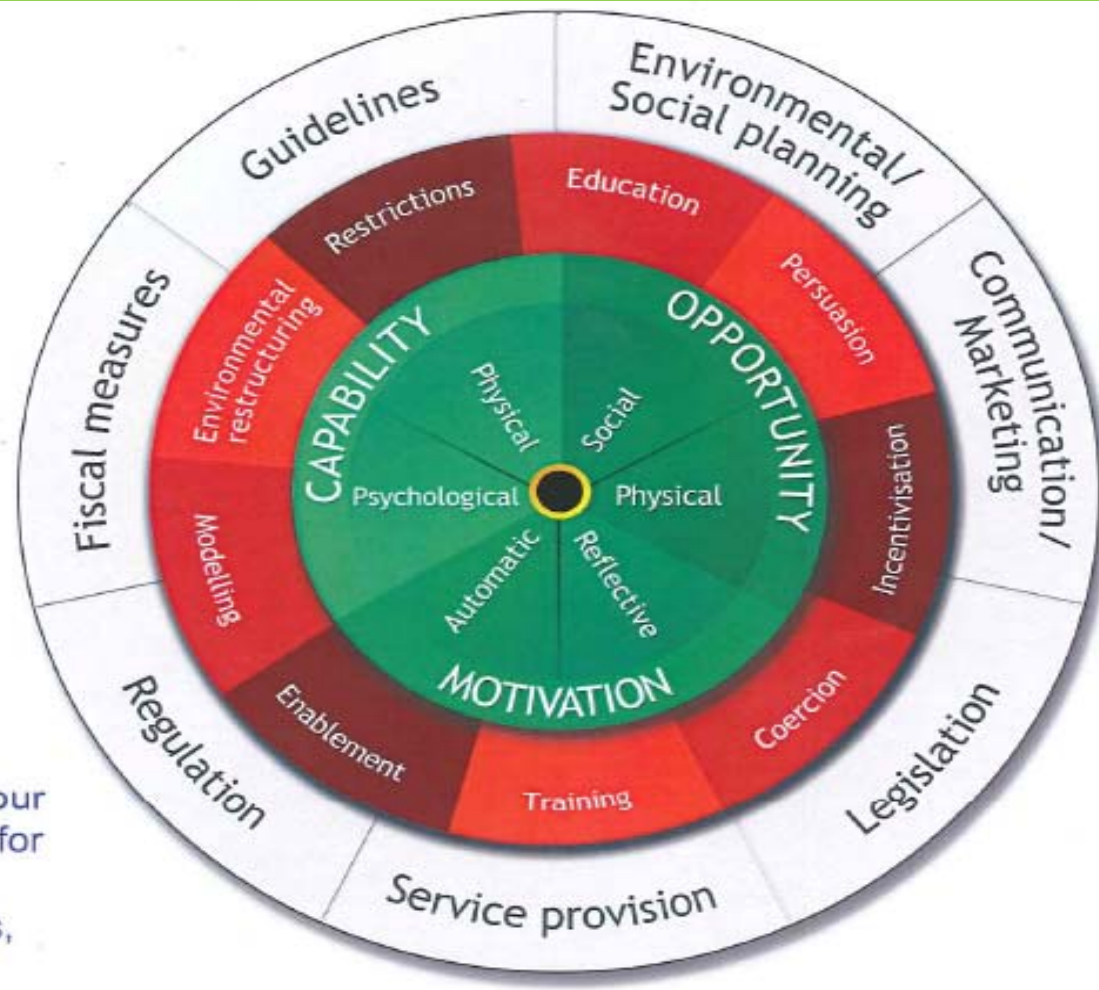 Environmental/
Social planning
Communication/
Marketing
Legislation
Service provision
Regulation
Fiscal measures
Guidelines
Education
Persuasion
Incentivisation
Coercion
Training
Enablement
Modelling
Environmental
restructuring
Restrictions
CAPABILITY
Physical
Psychological
OPPORTUNITY
Social
Physical
MOTIVATION
Automatic
Reflective
our
for